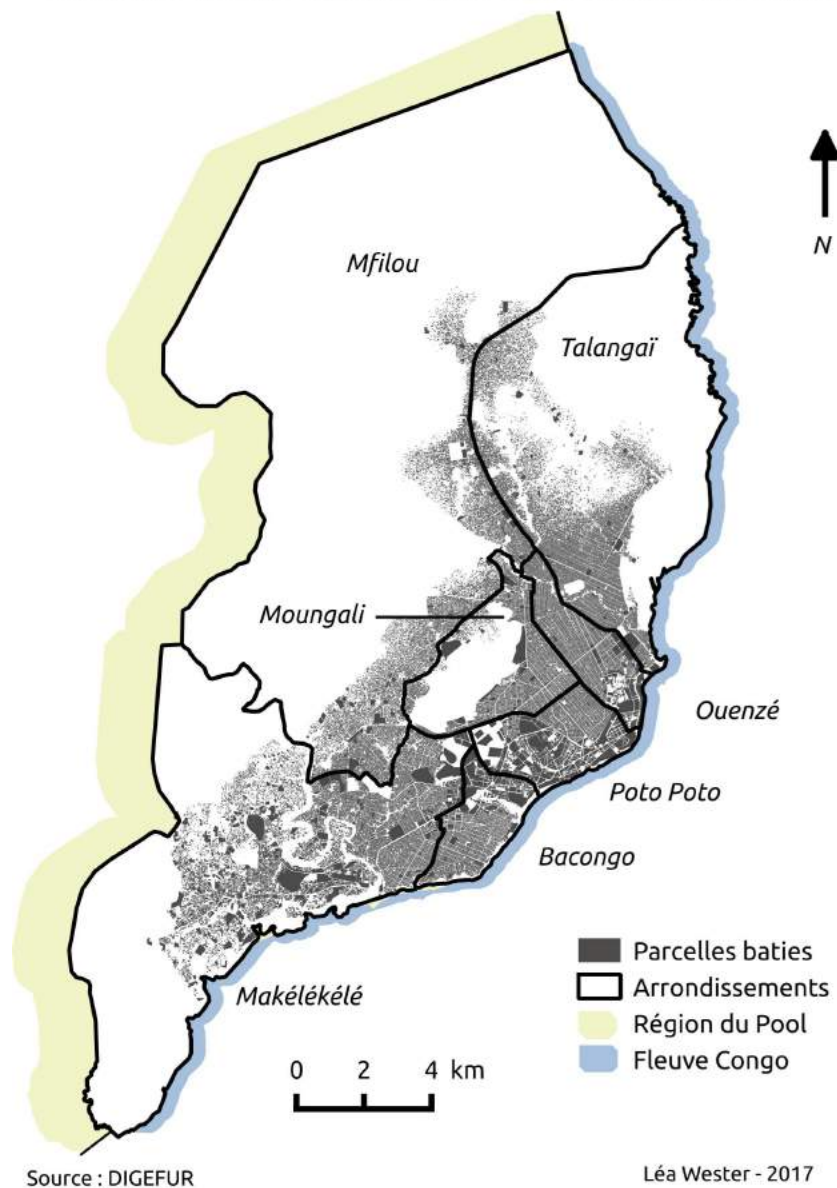 N
Mfilou
Talangaï
Moungali
Ouenzé
Poto Poto
Bacongo
Makélékélé
Parcelles baties
Arrondissements
Région du Pool
Fleuve Congo
0 2 4 km
Source : DIGEFUR
Léa Wester - 2017